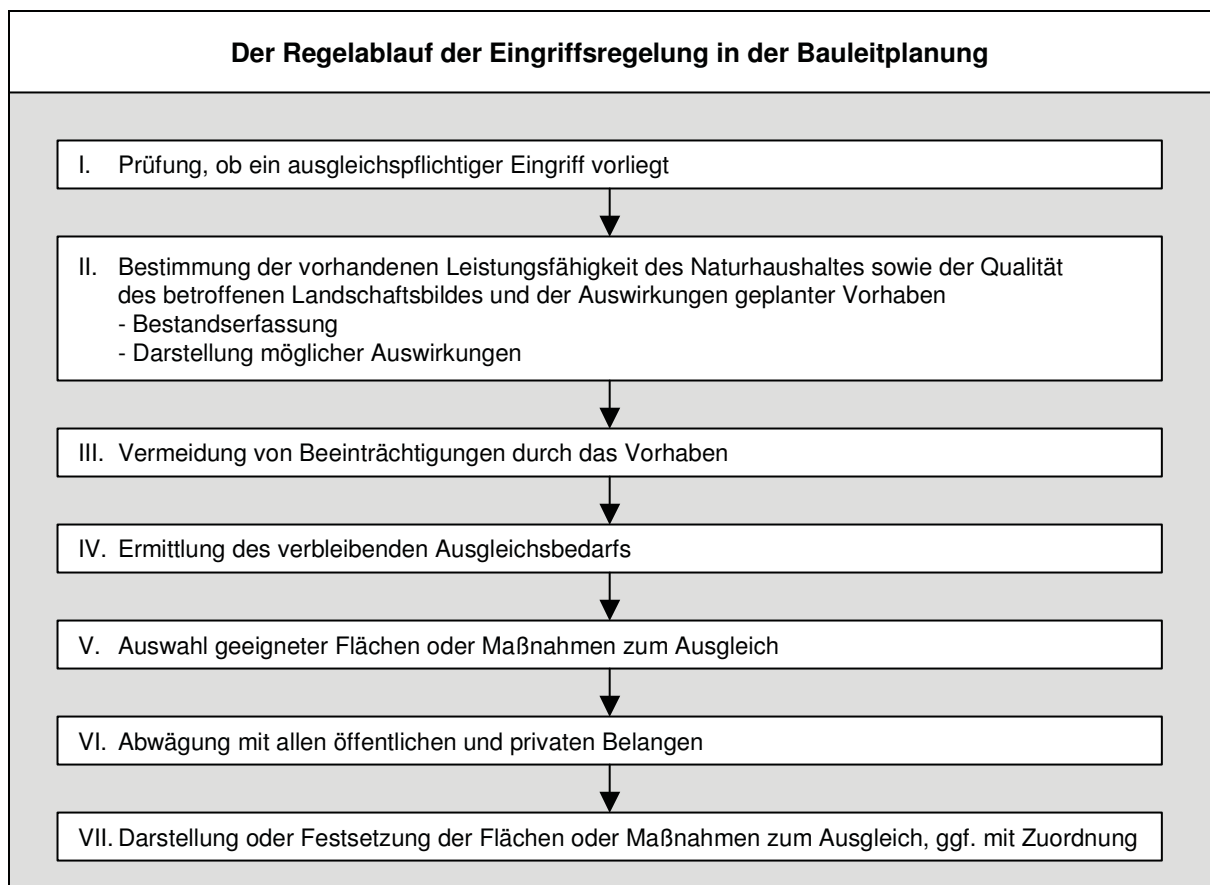 Der Regelablauf der Eingriffsregelung in der Bauleitplanung
I. Prüfung, ob ein ausgleichspflichtiger Eingriff vorliegt
II. Bestimmung der vorhandenen Leistungsfähigkeit des Naturhaushaltes sowie der Qualität
des betroffenen Landschaftsbildes und der Auswirkungen geplanter Vorhaben
- Bestandserfassung
- Darstellung möglicher Auswirkungen
III. Vermeidung von Beeinträchtigungen durch das Vorhaben
IV. Ermittlung des verbleibenden Ausgleichsbedarfs
V. Auswahl geeigneter Flächen oder Maßnahmen zum Ausgleich
VI. Abwägung mit allen öffentlichen und privaten Belangen
VII. Darstellung oder Festsetzung der Flächen oder Maßnahmen zum Ausgleich, ggf. mit Zuordnung